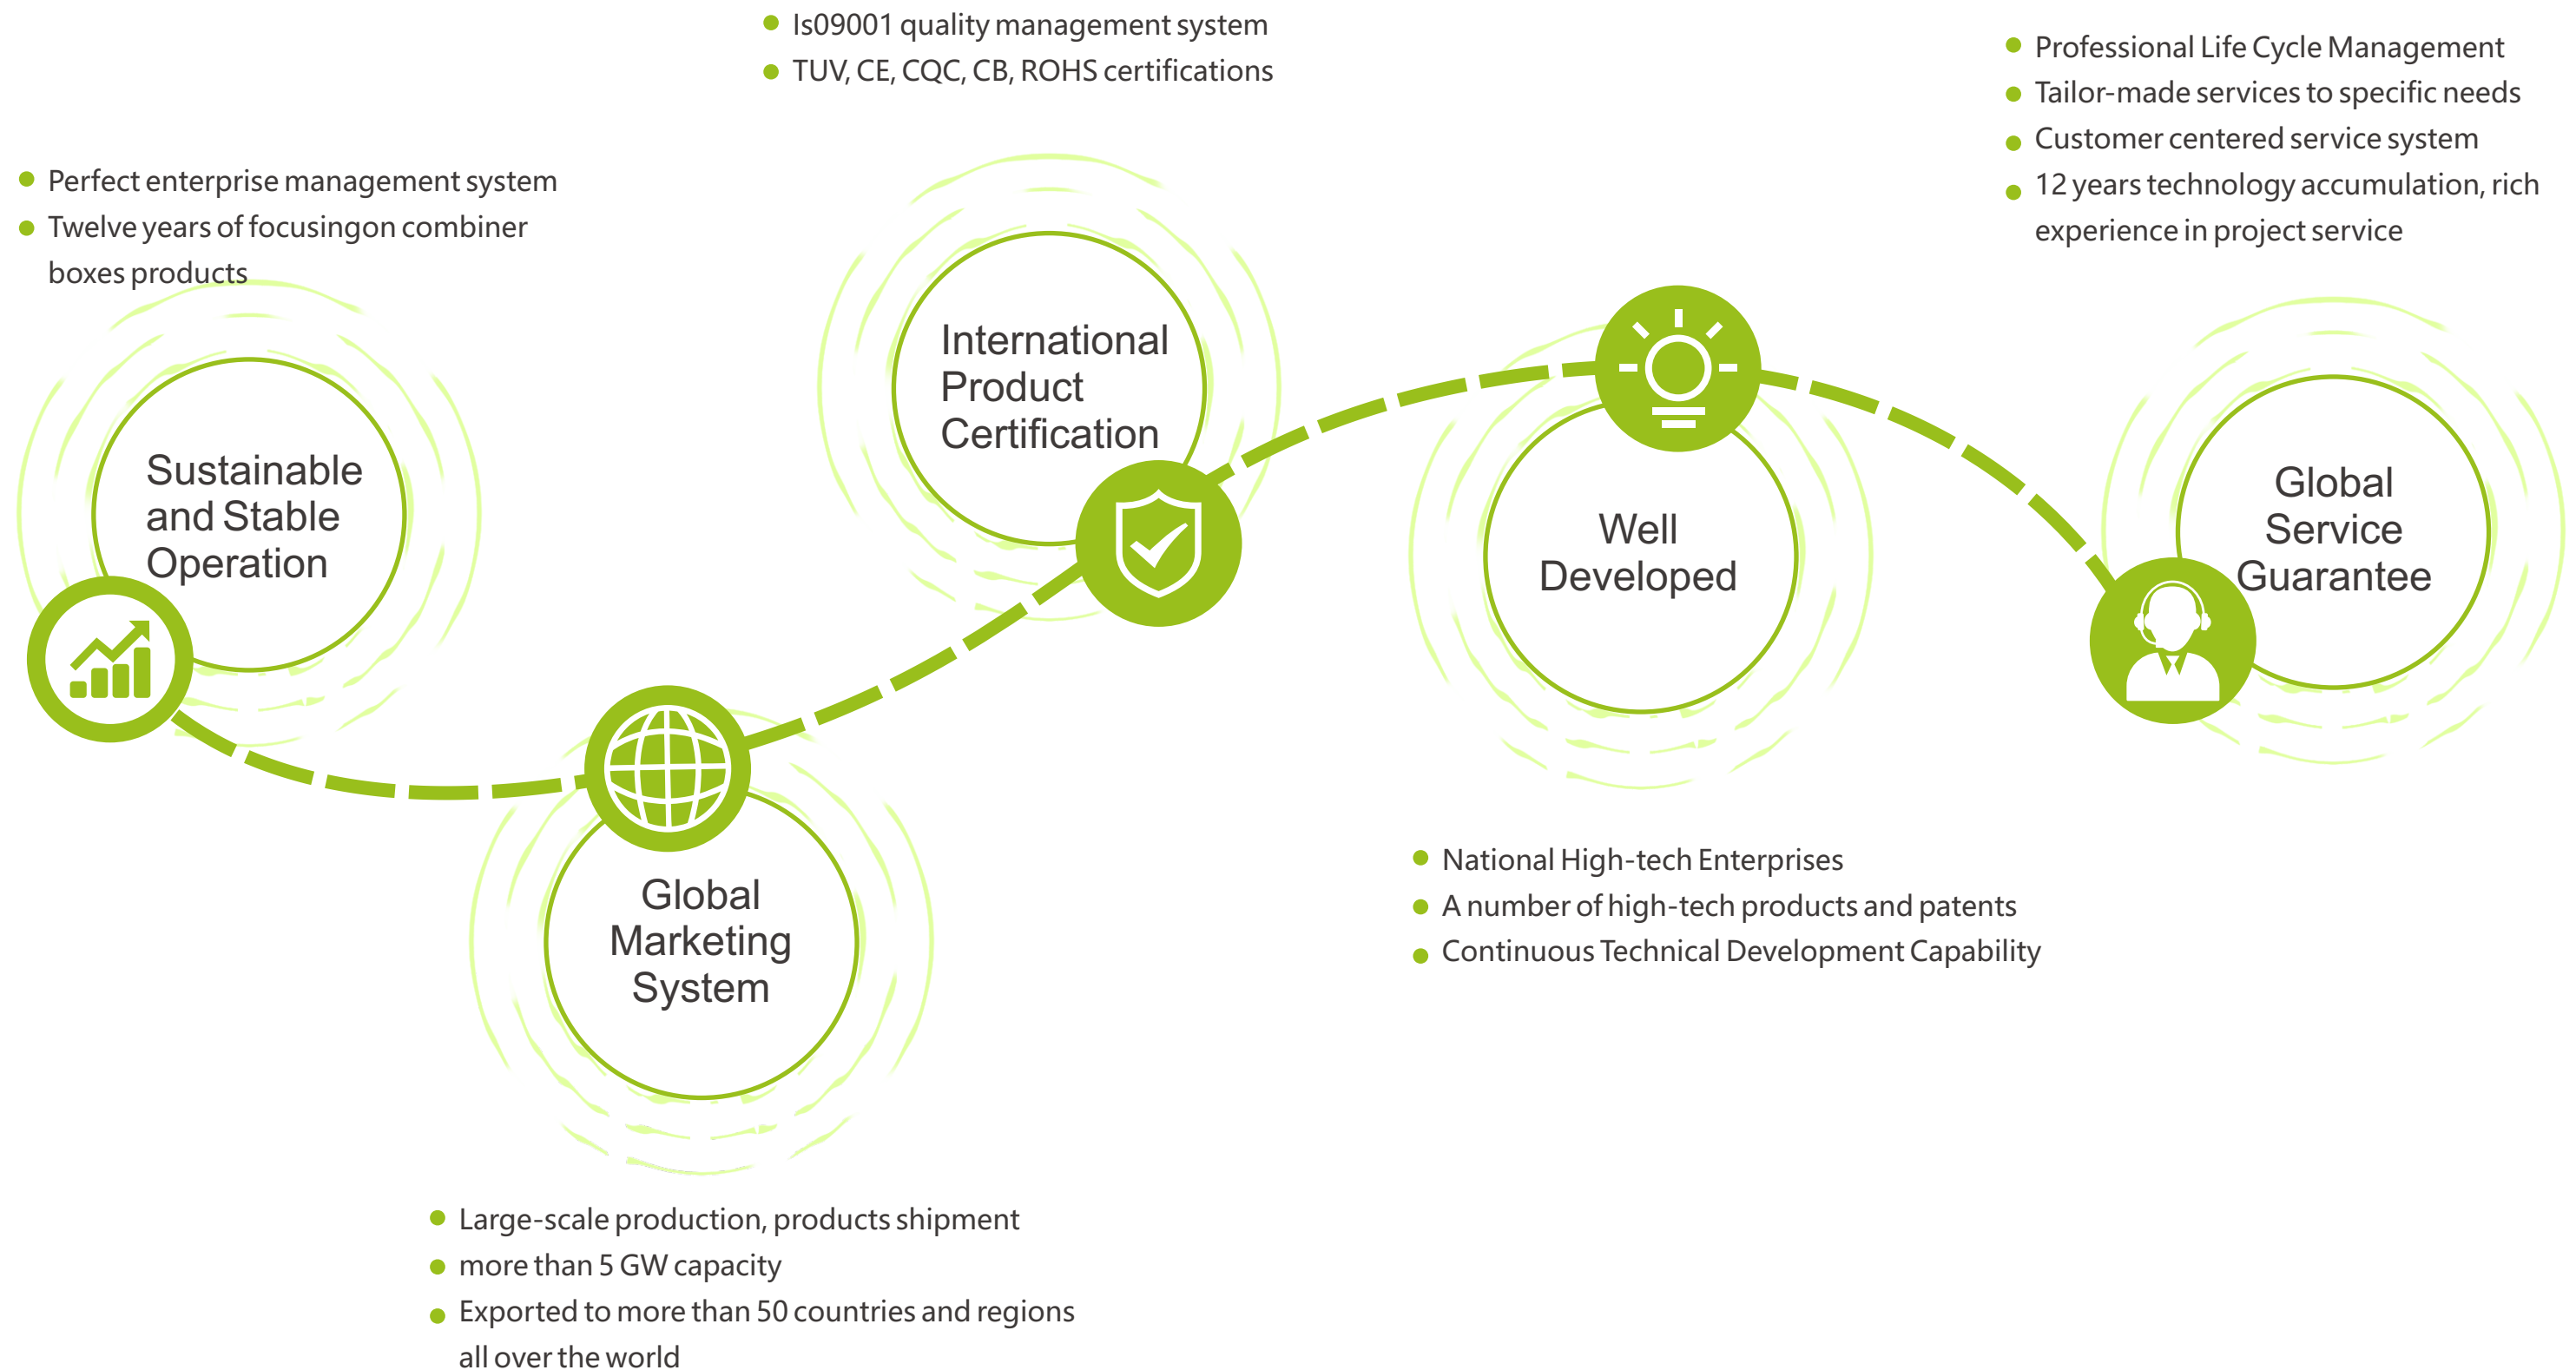 Perfect enterprise management system
Twelve years of focusingon combiner
boxes products
Sustainable
and Stable
Operation
Global
Marketing
System
Large-scale production, products shipment
more than 5 GW capacity
Exported to more than 50 countries and regions
all over the world
Is09001 quality management system
TUV, CE, CQC, CB, ROHS certifications
International
Product
Certification
Well
Developed
National High-tech Enterprises
A number of high-tech products and patents
Continuous Technical Development Capability
Professional Life Cycle Management
Tailor-made services to specific needs
Customer centered service system
12 years technology accumulation, rich
experience in project service
Global
Service
Guarantee